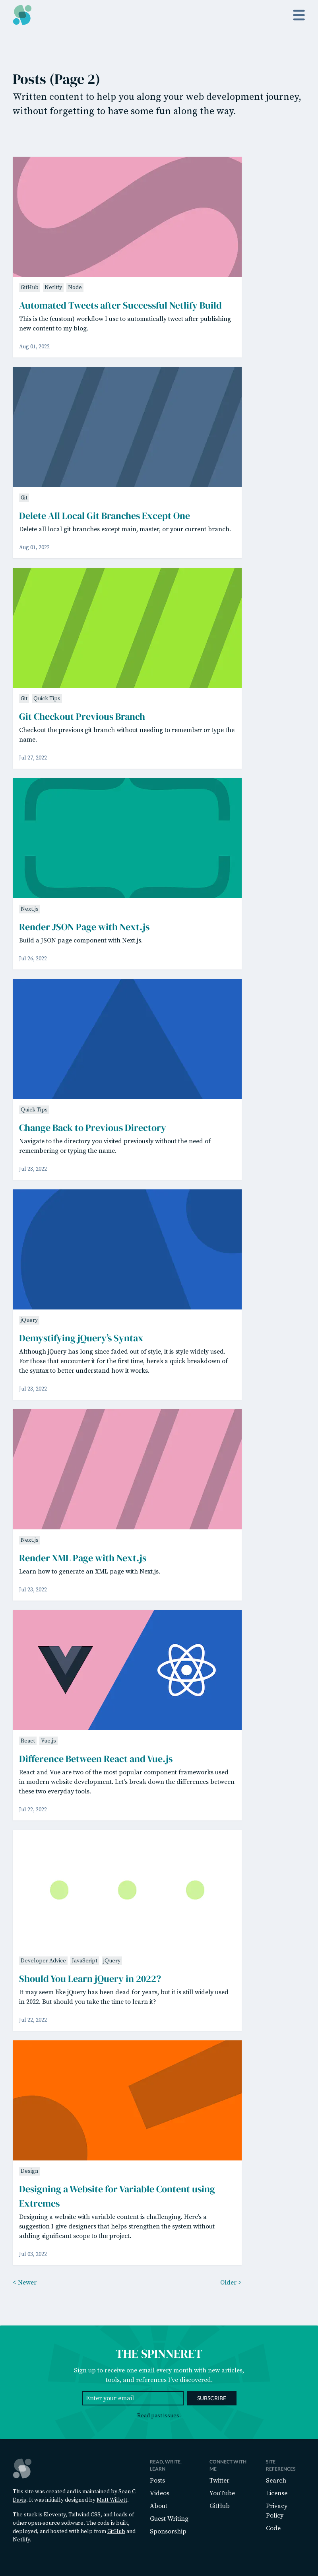 Posts (Page 2)
Written content to help you along your web development journey,
without forgetting to have some fun along the way.
GitHub Netlify Node
Automated Tweets after Successful Netlify Build
This is the (custom) workflow I use to automatically tweet after publishing
new content to my blog.
Aug 01, 2022
Git
Delete All Local Git Branches Except One
Delete all local git branches except main, master, or your current branch.
Aug 01, 2022
Git Quick Tips
Git Checkout Previous Branch
Checkout the previous git branch without needing to remember or type the
name.
Jul 27, 2022
Next.js
Render JSON Page with Next.js
Build a JSON page component with Next.js.
Jul 26, 2022
Quick Tips
Change Back to Previous Directory
Navigate to the directory you visited previously without the need of
remembering or typing the name.
Jul 23, 2022
jQuery
Demystifying jQuery's Syntax
Although jQuery has long since faded out of style, it is style widely used.
For those that encounter it for the first time, here's a quick breakdown of
the syntax to better understand how it works.
Jul 23, 2022
Next.js
Render XML Page with Next.js
Learn how to generate an XML page with Next.js.
Jul 23, 2022
React Vue.js
Difference Between React and Vue.js
React and Vue are two of the most popular component frameworks used
in modern website development. Let's break down the differences between
these two everyday tools.
Jul 22, 2022
Developer Advice JavaScript jQuery
Should You Learn jQuery in 2022?
It may seem like jQuery has been dead for years, but it is still widely used
in 2022. But should you take the time to learn it?
Jul 22, 2022
Design
Designing a Website for Variable Content using
Extremes
Designing a website with variable content is challenging. Here's a
suggestion I give designers that helps strengthen the system without
adding significant scope to the project.
Jul 03, 2022
< Newer
Older >
THE SPINNERET
Sign up to receive one email every month with new articles,
tools, and references I've discovered.
Enter your email
SUBSCRIBE
Read past issues.
This site was created and is maintained by Sean C
Davis. It was initially designed by Matt Willett.
The stack is Eleventy, Tailwind CSS, and loads of
other open-source software. The code is built,
deployed, and hosted with help from GitHub and
Netlify.
READ. WRITE.
LEARN
Posts
Videos
About
Guest Writing
Sponsorship
CONNECT WITH
ME
Twitter
YouTube
GitHub
SITE
REFERENCES
Search
License
Privacy
Policy
Code